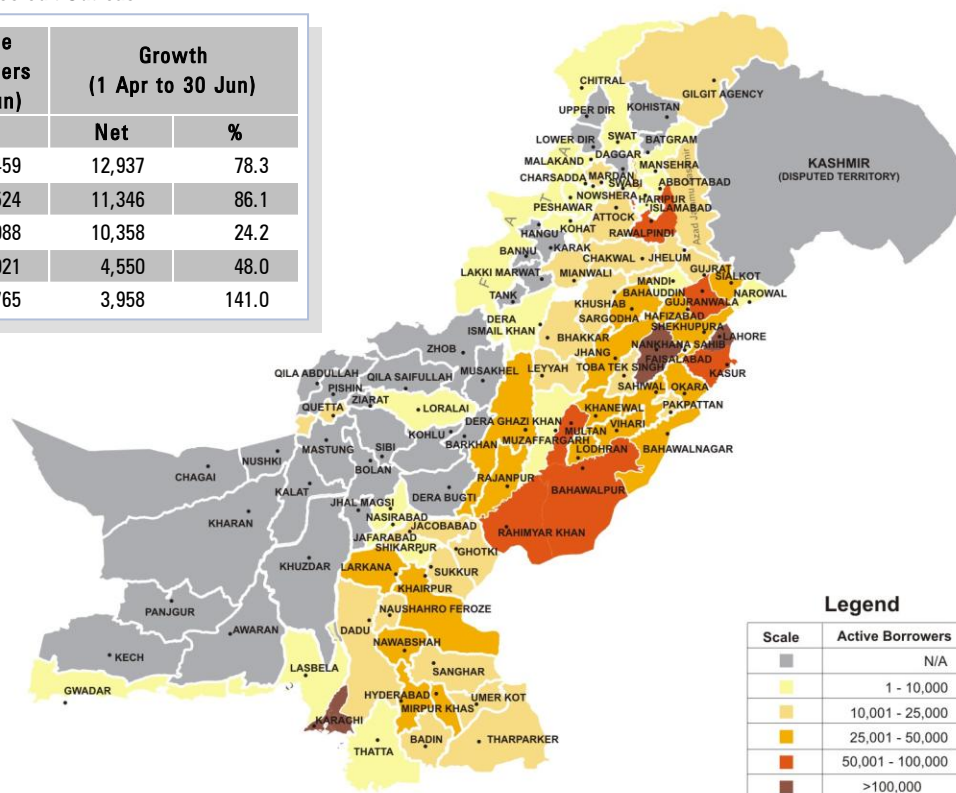 Growth
(1 Apr to 30 Jun)
Net %
12,937 78.3
11,346 86.1
10,358 24.2
4,550 48.0
3,958 141.0
CHITRAL
GILGIT AGENCY
UPPER DIR
KOHISTAN
LOWER DIR
SWAT
BATGRAM
DAGGAR
MALAKAND
MANSEHRA
KASHMIR
(DISPUTED TERRITORY)
CHARSADDA
MARDAN
SWABI
ABBOTTABAD
NOWSHERA
HARIPUR
PESHAWAR
ISLAMABAD
ATTOCK
Azad Jammu
FATA
HANGU
KOHAT
RAWALPINDI
BANNU
KARAK
CHAKWAL
JHELUM
LAKKI MARWAT
MIANWALI
GUJRAT
SIALKOT
MANDI
BAHAUDDIN
NAROWAL
TANK
KHUSHAB
GUJRANWALA
DERA
ISMAIL KHAN
SARGODHA
HAFIZABAD
SHEKHUPURA
BHAKKAR
LAHORE
NANKHANA SAHIB
ZHOB
JHANG
FAISALABAD
MUSAKHEL
LEYYAH
TOBA TEK SINGH
KASUR
QILA ABDULLAH
QILA SAIFULLAH
SAHIWAL
OKARA
PISHIN
ZIARAT
QUETTA
LORALAI
KHANEWAL
PAKPATTAN
DERA GHAZI KHAN
VIHARI
MULTAN
KOHLU
BARKHAN
MUZAFFARGARH
MASTUNG
SIBI
LODHRAN
BAHAWALNAGAR
NUSHKI
BOLAN
CHAGAI
RAJANPUR
KALAT
DERA BUGTI
BAHAWALPUR
JHAL MAGSI
NASIRABAD
KHARAN
JACOBABAD
RAHIMYAR KHAN
JAFARABAD
SHIKARPUR
GHOTKI
KHUZDAR
LARKANA
SUKKUR
KHAIRPUR
PANJGUR
NAUSHAHRO FEROZE
AWARAN
DADU
NAWABSHAH
KECH
LASBELA
SANGHAR
GWADAR
HYDERABAD
UMER KOT
MIRPUR KHAS
KARACHI
BADIN
THARPARKER
THATTA
Legend
Scale Active Borrowers
N/A
1 - 10,000
10,001 - 25,000
25,001 - 50,000
50,001 - 100,000
>100,000